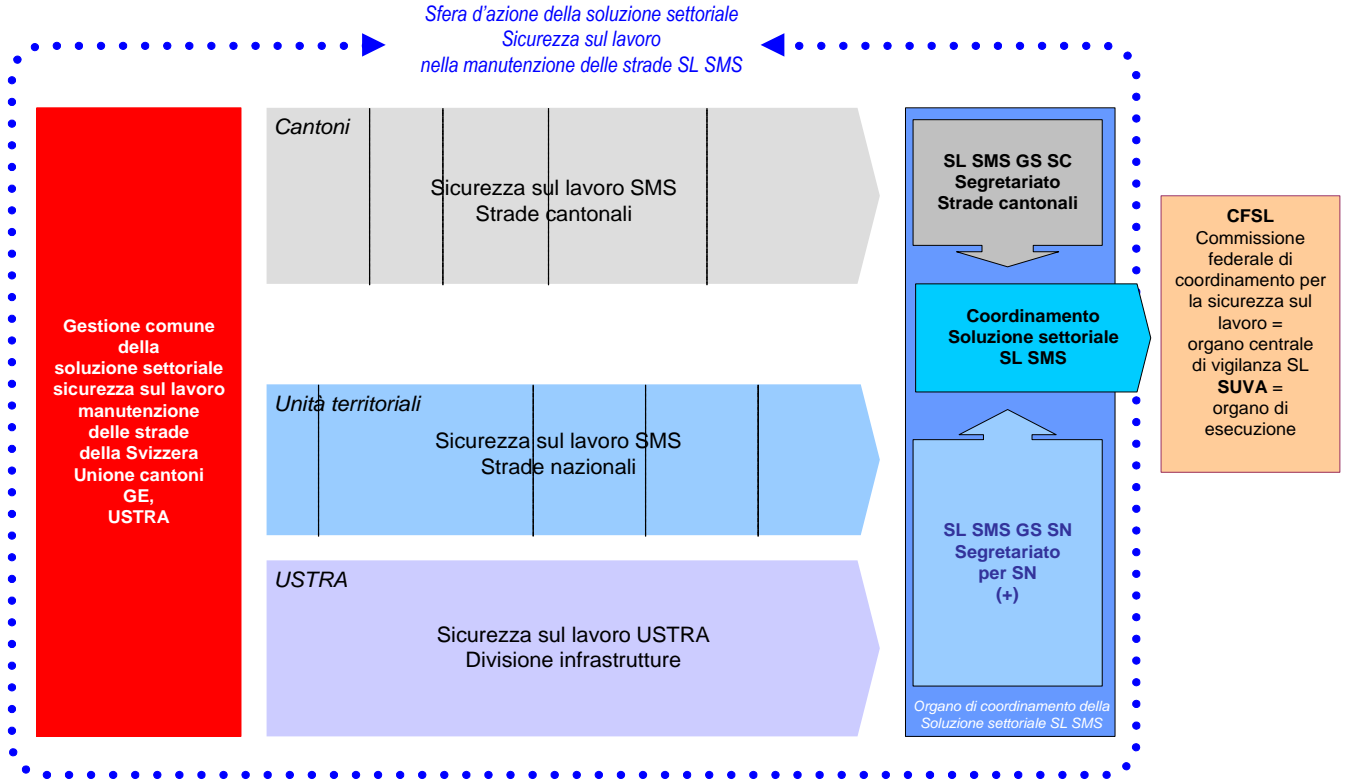 Sfera d'azione della soluzione settoriale
Sicurezza sul lavoro
nella manutenzione delle strade SL SMS
Gestione comune
della
soluzione settoriale
sicurezza sul lavoro
manutenzione
delle strade
della Svizzera
Unione cantoni
GE,
USTRA
Cantoni
Sicurezza sul lavoro SMS
Strade cantonali
Unità territoriali
Sicurezza sul lavoro SMS
Strade nazionali
USTRA
Sicurezza sul lavoro USTRA
Divisione infrastrutture
SL SMS GS SC
Segretariato
Strade cantonali
Coordinamento
Soluzione settoriale
SL SMS
SL SMS GS SN
Segretariato
per SN
(+)
Organo di coordinamento della
Soluzione settoriale SL SMS
CFSL
Commissione
federale di
coordinamento per
la sicurezza sul
lavoro =
organo centrale
di vigilanza SL
SUVA =
organo di
esecuzione